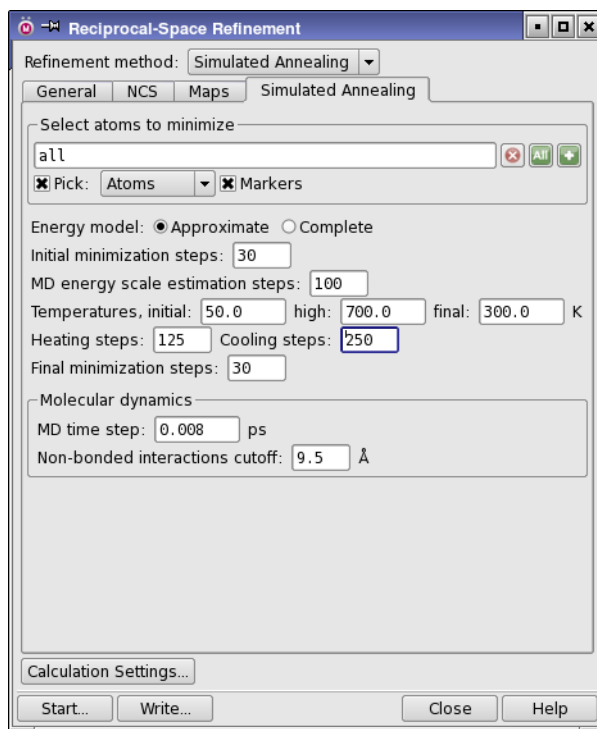 Reciprocal-Space Refinement
Refinement method: Simulated Annealing
General NCS Maps Simulated Annealing
Select atoms to minimize
all All
Pick: Atoms Markers
Energy model: Approximate Complete
Initial minimization steps: 30
MD energy scale estimation steps: 100
Temperatures, initial: 50.0 high: 700.0 final: 300.0 K
Heating steps: 125 Cooling steps: 250
Final minimization steps: 30
Molecular dynamics
MD time step: 0.008 ps
Non-bonded interactions cutoff: 9.5 Å
Calculation Settings...
Start... Write... Close Help